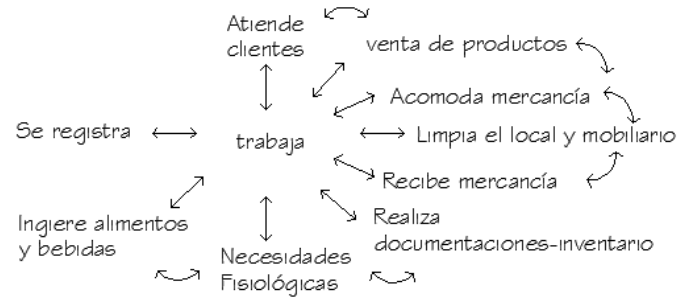 Atiende
clientes
venta de productos
Acomoda mercancía
Se registra
trabaja
Limpia el local y mobiliario
Recibe mercancía
Ingiere alimentos
y bebidas
Realiza
documentaciones-inventario
Necesidades
Fisiológicas